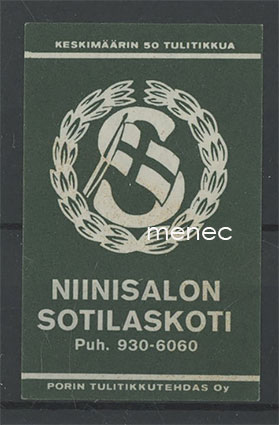 KESKIMÄÄRIN 50 TULITIKKUA
S
menec
NIINISALON
SOTILASKOTI
Puh. 930-6060
PORIN TULITIKKUTEHDAS Oy